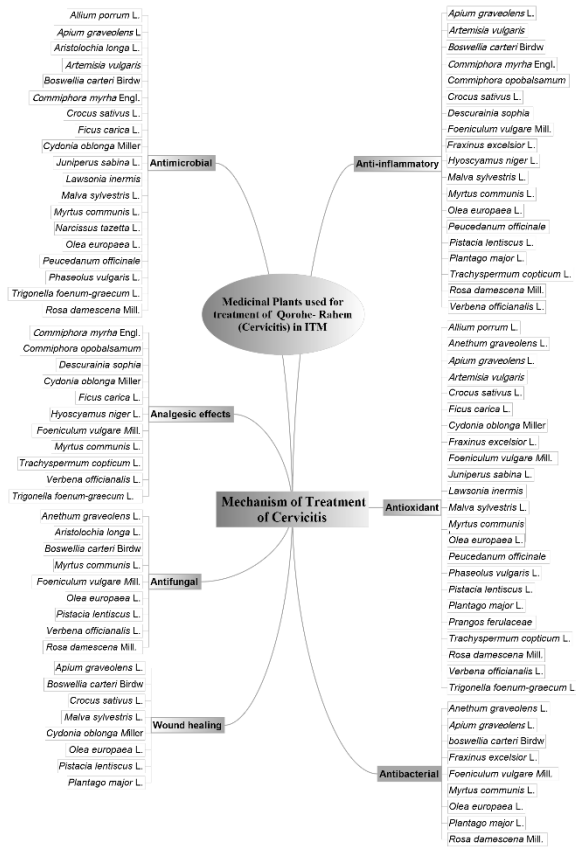 Allium porrum L.
Apium graveolens L
Aristolochia longa L.
Artemisia vulgaris
Boswellia carteri Birdw
Commiphora myrha Engl.
Crocus sativus L.
Ficus carica L.
Cydonia oblonga Miller
Juniperus sabina L.
Lawsonia inermis
Malva sylvestris L.
Myrtus communis L.
Narcissus tazetta L.
Olea europaea L.
Peucedanum officinale
Phaseolus vulgaris L.
Trigonella foenum-graecum L.
Rosa damescena Mill.
Antimicrobial
Commiphora myrha Engl.
Commiphora opobalsamum
Descurainia sophia
Cydonia oblonga Miller
Ficus carica L.
Hyoscyamus niger L.
Foeniculum vulgare Mill.
Myrtus communis L.
Trachyspermum copticum L.
Verbena officianalis L.
Trigonella foenum-graecum L.
Analgesic effects
Anethum graveolens L.
Aristolochia longa L.
Boswellia carteri Birdw
Myrtus communis L.
Foeniculum vulgare Mill.
Olea europaea L.
Pistacia lentiscus L.
Verbena officianalis L.
Rosa damescena Mill.
Antifungal
Apium graveolens L.
Boswellia carteri Birdw
Crocus sativus L.
Malva sylvestris L.
Cydonia oblonga Miller
Olea europaea L.
Pistacia lentiscus L.
Plantago major L.
Wound healing
Medicinal Plants used for
treatment of Qorohe- Rahem
(Cervicitis) in ITM
Mechanism of Treatment
of Cervicitis
Anti-inflammatory
Apium graveolens L.
Artemisia vulgaris
Boswellia carteri Birdw
Commiphora myrha Engl.
Commiphora opobalsamum
Crocus sativus L.
Descurainia sophia
Foeniculum vulgare Mill.
Fraxinus excelsior L.
Hyoscyamus niger L.
Malva sylvestris L.
Myrtus communis L.
Olea europaea L.
Peucedanum officinale
Pistacia lentiscus L.
Plantago major L.
Trachyspermum copticum L.
Rosa damescena Mill.
Verbena officianalis L.
Antioxidant
Allium porrum L.
Anethum graveolens L.
Apium graveolens L.
Artemisia vulgaris
Crocus sativus L.
Ficus carica L.
Cydonia oblonga Miller
Fraxinus excelsior L.
Foeniculum vulgare Mill.
Juniperus sabina L.
Lawsonia inermis
Malva sylvestris L.
Myrtus communis
Olea europaea L.
Peucedanum officinale
Phaseolus vulgaris L.
Pistacia lentiscus L.
Plantago major L.
Prangos ferulaceae
Trachyspermum copticum L.
Rosa damescena Mill.
Verbena officianalis L.
Trigonella foenum-graecum L
Antibacterial
Anethum graveolens L.
Apium graveolens L.
boswellia carteri Birdw
Fraxinus excelsior L.
Foeniculum vulgare Mill.
Myrtus communis L.
Olea europaea L.
Plantago major L.
Rosa damescena Mill.